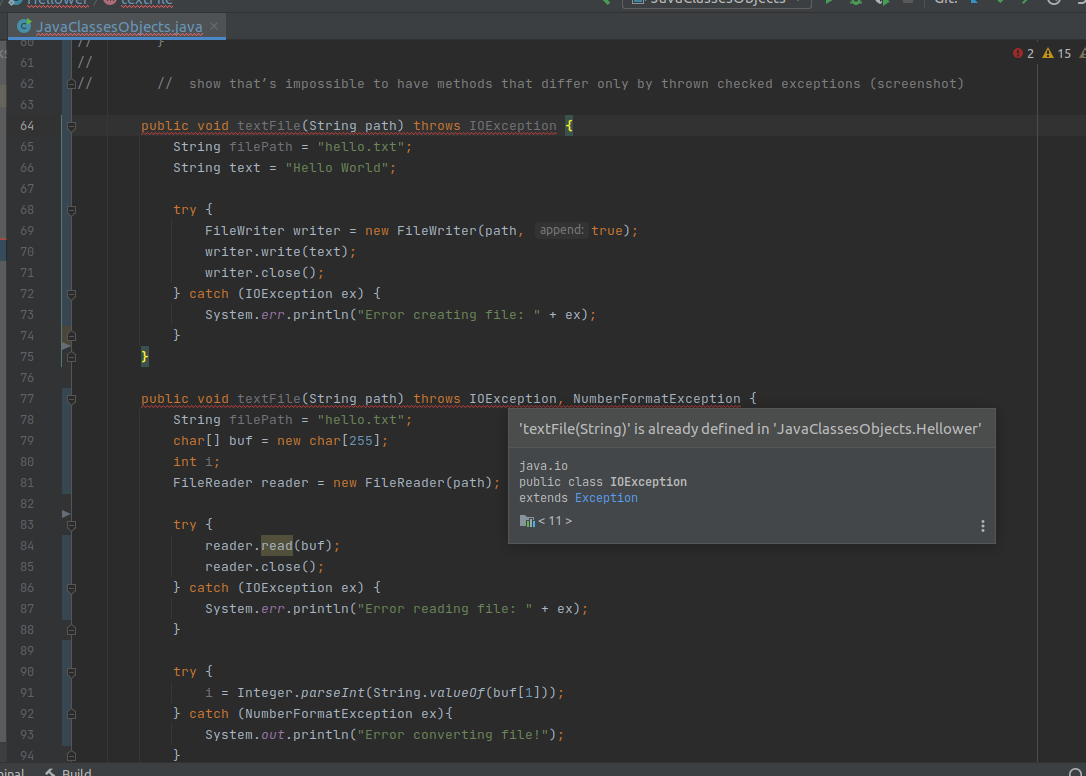 Hellower textFile JavaClassesObjects Git:
JavaClassesObjects.java ×
60 // }
61 // 2 15
62 // // show that’s impossible to have methods that differ only by thrown checked exceptions (screenshot)
63
64 public void textFile(String path) throws IOException {
65 String filePath = "hello.txt";
66 String text = "Hello World";
67
68 try {
69 FileWriter writer = new FileWriter(path, append: true);
70 writer.write(text);
71 writer.close();
72 } catch (IOException ex) {
73 System.err.println("Error creating file: " + ex);
74 }
75 }
76
77 public void textFile(String path) throws IOException, NumberFormatException {
78 String filePath = "hello.txt";
79 char[] buf = new char[255];
80 int i;
81 FileReader reader = new FileReader(path);
82
83 try {
84 reader.read(buf);
85 reader.close();
86 } catch (IOException ex) {
87 System.err.println("Error reading file: " + ex);
88 }
89
90 try {
91 i = Integer.parseInt(String.valueOf(buf[1]));
92 } catch (NumberFormatException ex){
93 System.out.println("Error converting file!");
94 }
'textFile(String)' is already defined in 'JavaClassesObjects.Hellower'
java.io
public class IOException
extends Exception
< 11 >
Build